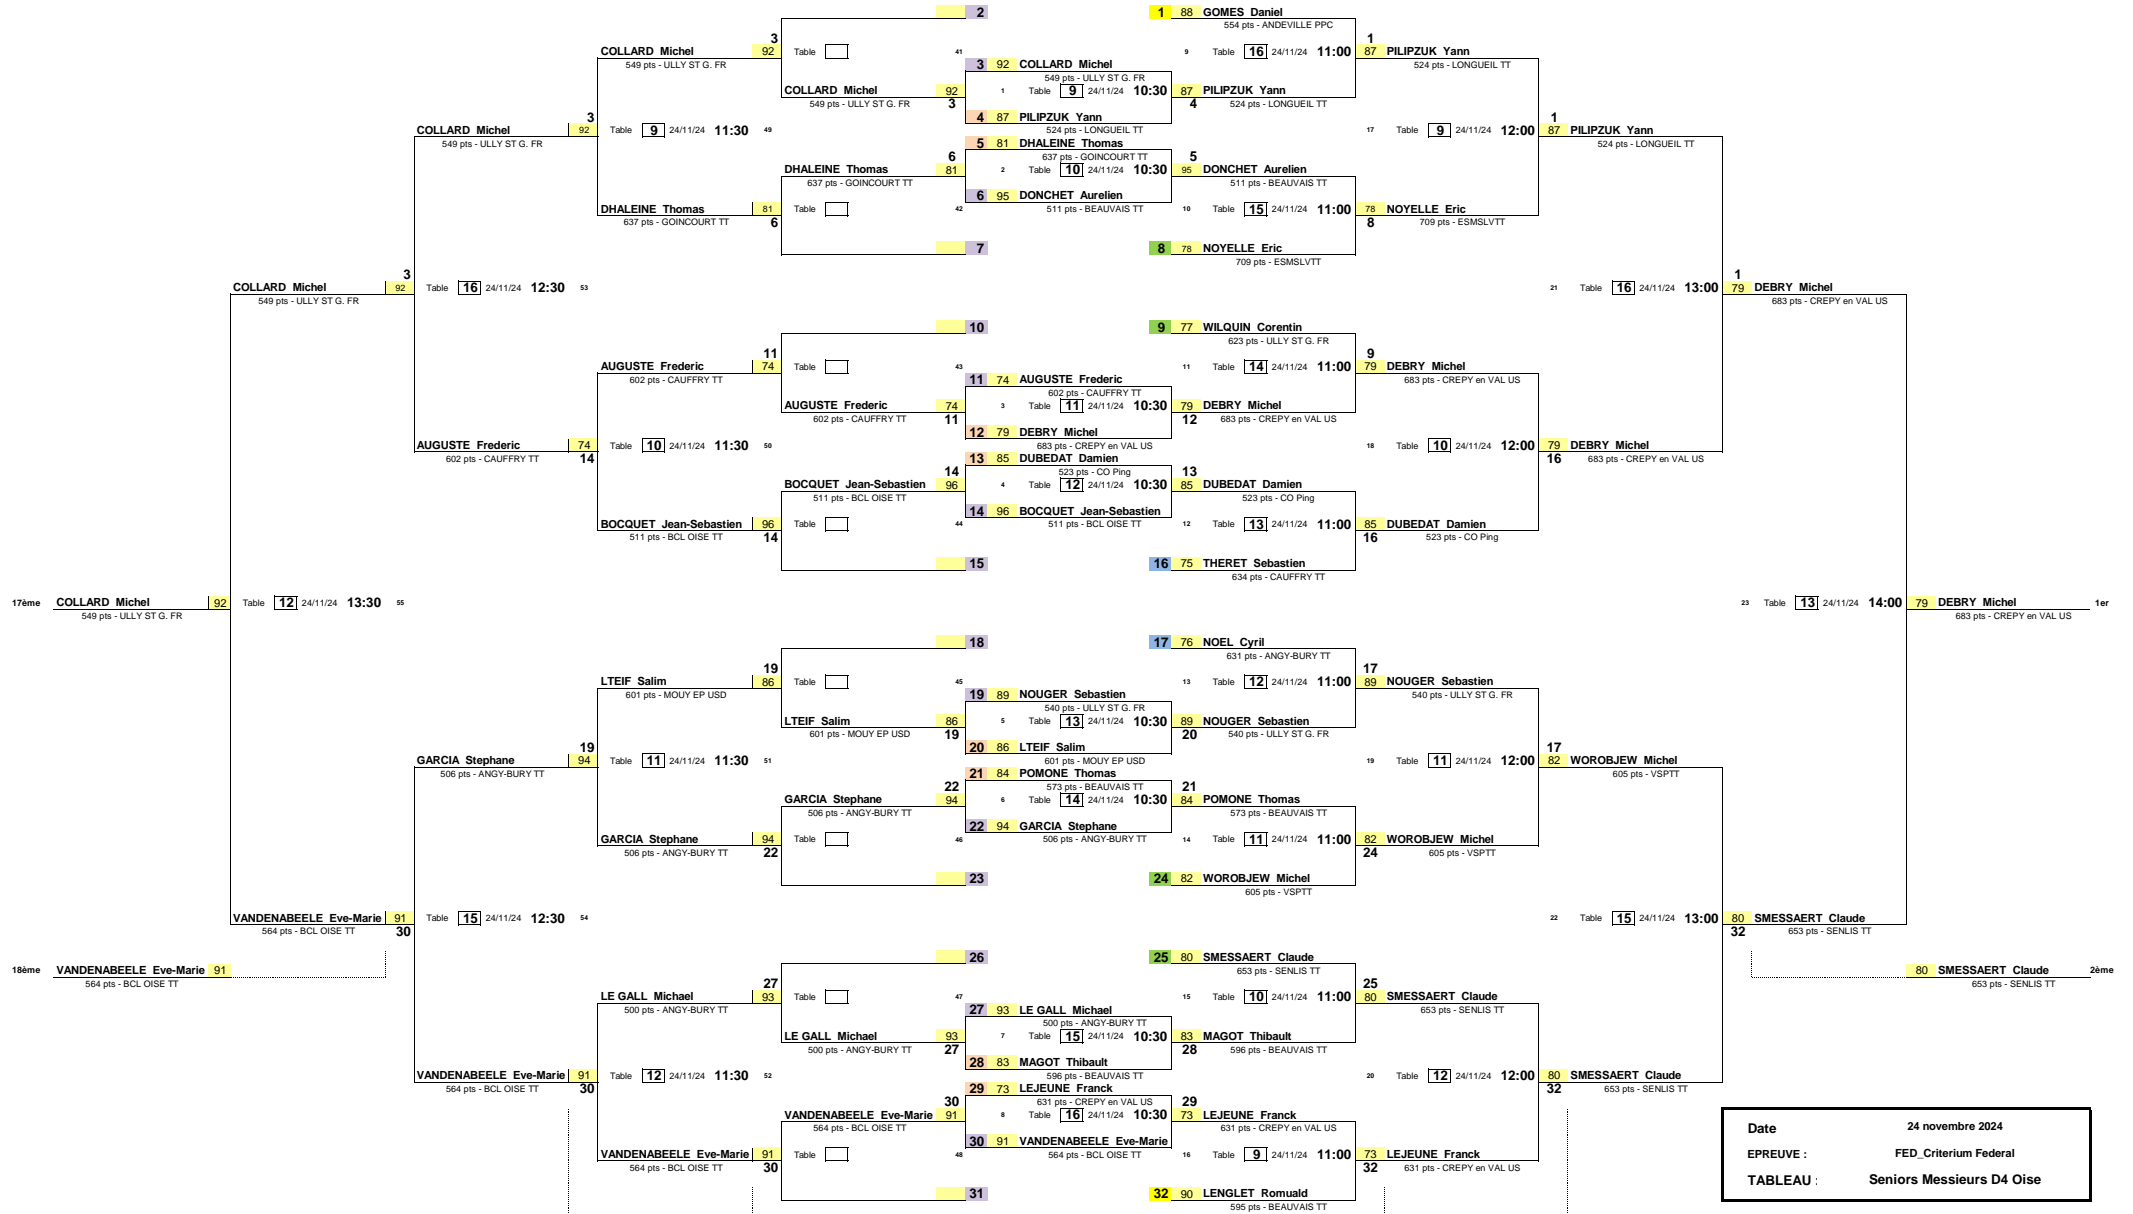 2 1 88 GOMES Daniel
554 pts - ANDEVILLE PPC
3 1
COLLARD Michel 92 Table 41 9 Table 16 24/11/24 11:00 87 PILIPZUK Yann
549 pts - ULLY ST G. FR 3 92 COLLARD Michel 524 pts - LONGUEIL TT
549 pts - ULLY ST G. FR
COLLARD Michel 92 1 Table 9 24/11/24 10:30 87 PILIPZUK Yann
549 pts - ULLY ST G. FR 3 4 524 pts - LONGUEIL TT
3 4 87 PILIPZUK Yann 1
COLLARD Michel 92 Table 9 24/11/24 11:30 49 524 pts - LONGUEIL TT 17 Table 9 24/11/24 12:00 87 PILIPZUK Yann
549 pts - ULLY ST G. FR 5 81 DHALEINE Thomas 524 pts - LONGUEIL TT
6 637 pts - GOINCOURT TT 5
DHALEINE Thomas 81 2 Table 10 24/11/24 10:30 95 DONCHET Aurelien
637 pts - GOINCOURT TT 511 pts - BEAUVAIS TT
6 95 DONCHET Aurelien
DHALEINE Thomas 81 Table 42 511 pts - BEAUVAIS TT 10 Table 15 24/11/24 11:00 78 NOYELLE Eric
637 pts - GOINCOURT TT 6 8 709 pts - ESMSLVTT
7 8 78 NOYELLE Eric
709 pts - ESMSLVTT
3 1
COLLARD Michel 92 Table 16 24/11/24 12:30 53 21 Table 16 24/11/24 13:00 79 DEBRY Michel
549 pts - ULLY ST G. FR 683 pts - CREPY en VAL US
10 9 77 WILQUIN Corentin
623 pts - ULLY ST G. FR
11 9
AUGUSTE Frederic 74 Table 43 11 Table 14 24/11/24 11:00 79 DEBRY Michel
602 pts - CAUFFRY TT 11 74 AUGUSTE Frederic 683 pts - CREPY en VAL US
602 pts - CAUFFRY TT
AUGUSTE Frederic 74 3 Table 11 24/11/24 10:30 79 DEBRY Michel
602 pts - CAUFFRY TT 11 12 683 pts - CREPY en VAL US
12 79 DEBRY Michel
AUGUSTE Frederic 74 Table 10 24/11/24 11:30 50 683 pts - CREPY en VAL US 18 Table 10 24/11/24 12:00 79 DEBRY Michel
602 pts - CAUFFRY TT 14 13 85 DUBEDAT Damien 16 683 pts - CREPY en VAL US
14 523 pts - CO Ping 13
BOCQUET Jean-Sebastien 96 4 Table 12 24/11/24 10:30 85 DUBEDAT Damien
511 pts - BCL OISE TT 523 pts - CO Ping
14 96 BOCQUET Jean-Sebastien
BOCQUET Jean-Sebastien 96 Table 44 511 pts - BCL OISE TT 12 Table 13 24/11/24 11:00 85 DUBEDAT Damien
511 pts - BCL OISE TT 14 16 523 pts - CO Ping
15 16 75 THERET Sebastien
634 pts - CAUFFRY TT
17ème COLLARD Michel 92 Table 12 24/11/24 13:30 55 23 Table 13 24/11/24 14:00 79 DEBRY Michel 1er
549 pts - ULLY ST G. FR 683 pts - CREPY en VAL US
18 17 76 NOEL Cyril
631 pts - ANGY-BURY TT
19 17
LTEIF Salim 86 Table 45 13 Table 12 24/11/24 11:00 89 NOUGER Sebastien
601 pts - MOUY EP USD 19 89 NOUGER Sebastien 540 pts - ULLY ST G. FR
540 pts - ULLY ST G. FR
LTEIF Salim 86 5 Table 13 24/11/24 10:30 89 NOUGER Sebastien
601 pts - MOUY EP USD 19 20 540 pts - ULLY ST G. FR
19 20 86 LTEIF Salim 17
GARCIA Stephane 94 Table 11 24/11/24 11:30 51 601 pts - MOUY EP USD 19 Table 11 24/11/24 12:00 82 WOROBJEW Michel
506 pts - ANGY-BURY TT 21 84 POMONE Thomas 605 pts - VSPTT
22 573 pts - BEAUVAIS TT 21
GARCIA Stephane 94 6 Table 14 24/11/24 10:30 84 POMONE Thomas
506 pts - ANGY-BURY TT 573 pts - BEAUVAIS TT
22 94 GARCIA Stephane
GARCIA Stephane 94 Table 46 506 pts - ANGY-BURY TT 14 Table 11 24/11/24 11:00 82 WOROBJEW Michel
506 pts - ANGY-BURY TT 22 24 605 pts - VSPTT
23 24 82 WOROBJEW Michel
605 pts - VSPTT
VANDENABEELE Eve-Marie 91 Table 15 24/11/24 12:30 54 22 Table 15 24/11/24 13:00 80 SMESSAERT Claude
564 pts - BCL OISE TT 30 32 653 pts - SENLIS TT
26 25 80 SMESSAERT Claude
18ème VANDENABEELE Eve-Marie 91 653 pts - SENLIS TT 80 SMESSAERT Claude 2ème
564 pts - BCL OISE TT 27 25 653 pts - SENLIS TT
LE GALL Michael 93 Table 47 15 Table 10 24/11/24 11:00 80 SMESSAERT Claude
500 pts - ANGY-BURY TT 27 93 LE GALL Michael 653 pts - SENLIS TT
500 pts - ANGY-BURY TT
LE GALL Michael 93 7 Table 15 24/11/24 10:30 83 MAGOT Thibault
500 pts - ANGY-BURY TT 27 28 596 pts - BEAUVAIS TT
28 83 MAGOT Thibault
VANDENABEELE Eve-Marie 91 Table 12 24/11/24 11:30 52 596 pts - BEAUVAIS TT 20 Table 12 24/11/24 12:00 80 SMESSAERT Claude
564 pts - BCL OISE TT 30 29 73 LEJEUNE Franck 32 653 pts - SENLIS TT
30 631 pts - CREPY en VAL US 29
VANDENABEELE Eve-Marie 91 8 Table 16 24/11/24 10:30 73 LEJEUNE Franck
564 pts - BCL OISE TT 631 pts - CREPY en VAL US
30 91 VANDENABEELE Eve-Marie
VANDENABEELE Eve-Marie 91 Table 48 564 pts - BCL OISE TT 16 Table 9 24/11/24 11:00 73 LEJEUNE Franck
564 pts - BCL OISE TT 30 32 631 pts - CREPY en VAL US
31 32 90 LENGLET Romuald
595 pts - BEAUVAIS TT
Date 24 novembre 2024
EPREUVE : FED_Criterium Federal
TABLEAU : Seniors Messieurs D4 Oise